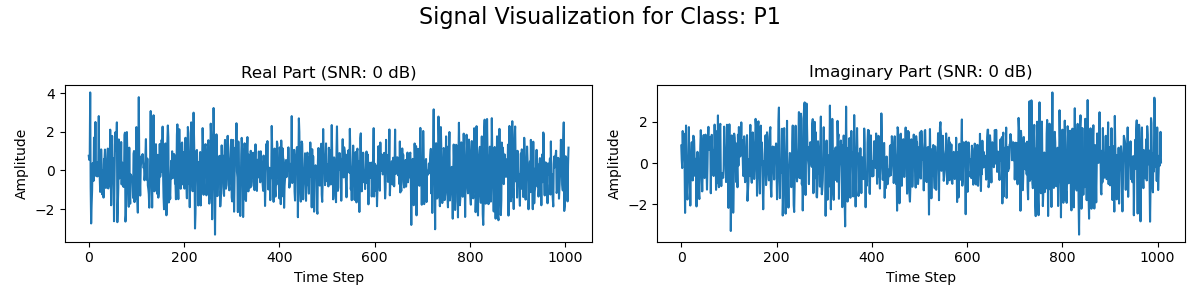 Signal Visualization for Class: P1
Real Part (SNR: 0 dB)
Amplitude
4
2
0
−2
0 200 400 600 800 1000
Time Step
Imaginary Part (SNR: 0 dB)
Amplitude
2
0
−2
0 200 400 600 800 1000
Time Step